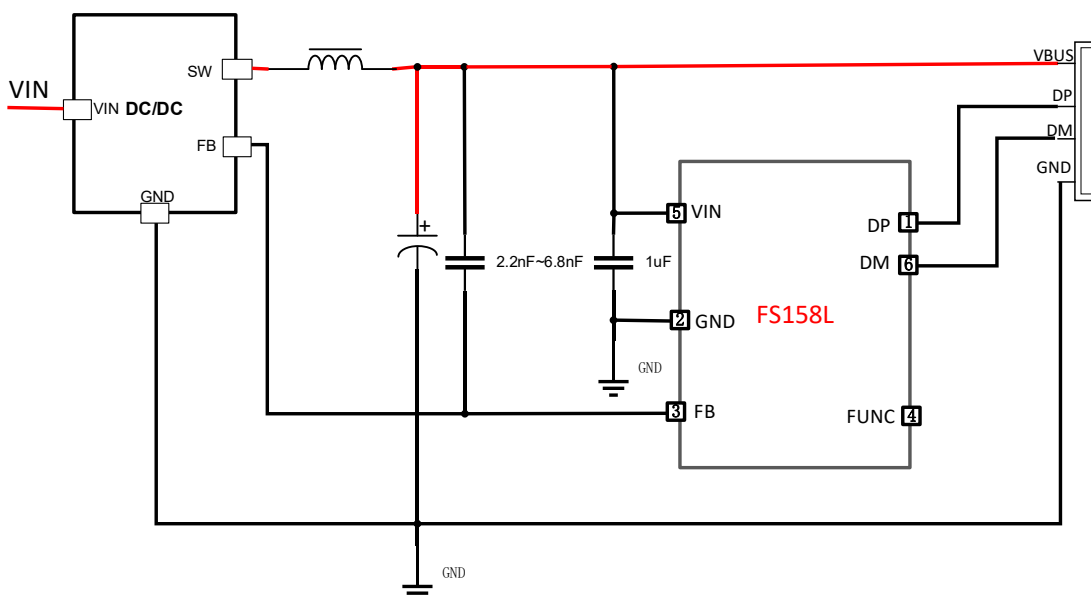 VIN
VIN DC/DC
SW
FB
GND
VBUS
DP
DM
GND
2.2nF~6.8nF
1uF
+
5 VIN
2 GND
3 FB
FS158L
DP 1
DM 6
FUNC 4
GND
GND